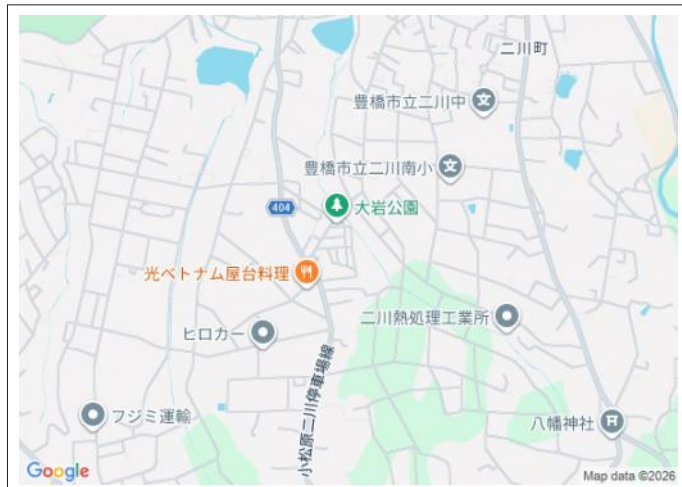 二川町
豊橋市立二川中
豊橋市立二川南小
404
大岩公園
光ベトナム屋台料理
二川熱処理工業所
ヒロカー
小松原二川停車場線
フジミ運輸
八幡神社
Google
Map data ©2026